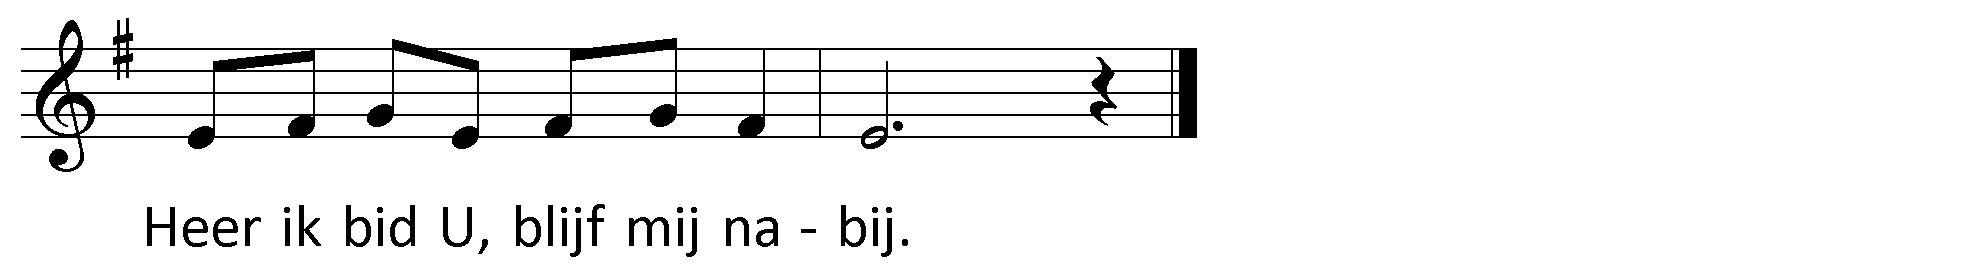 Heer ik bid U, blijf mij na - bij.